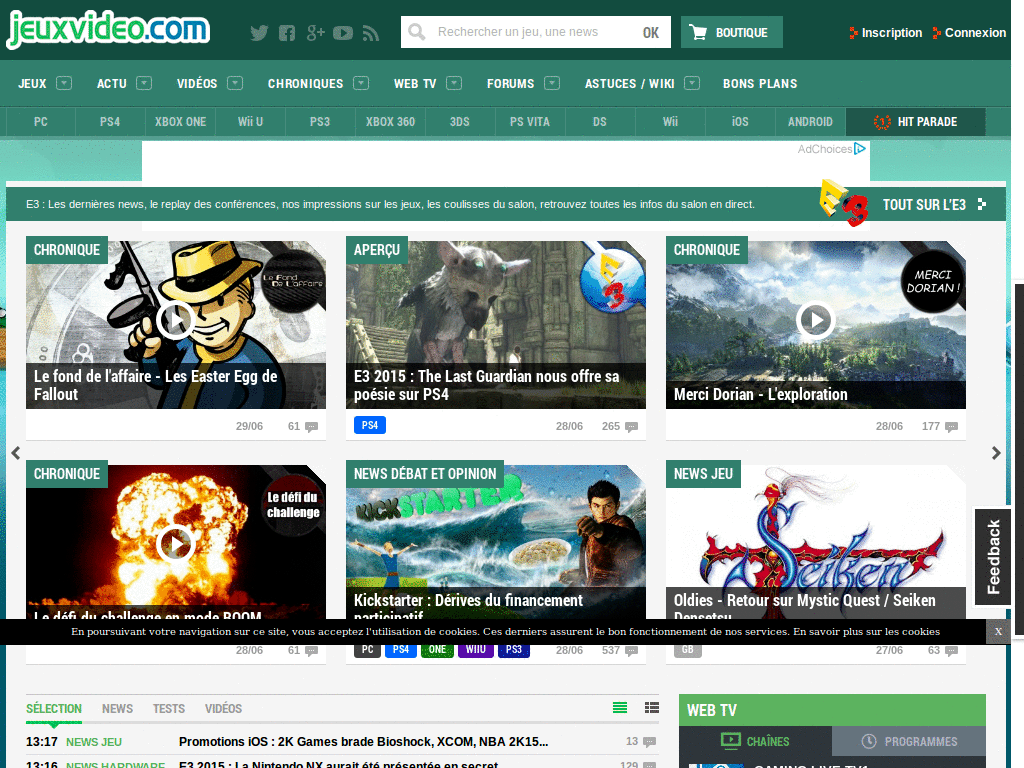 jeuxvideo.com
Rechercher un jeu, une news
OK
BOUTIQUE
Inscription
Connexion
JEUX
ACTU
VIDÉOS
CHRONIQUES
WEB TV
FORUMS
ASTUCES / WIKI
BONS PLANS
PC
PS4
XBOX ONE
Wii U
PS3
XBOX 360
3DS
PS VITA
DS
Wii
iOS
ANDROID
HIT PARADE
AdChoices
E3 : Les dernières news, le replay des conférences, nos impressions sur les jeux, les coulisses du salon, retrouvez toutes les infos du salon en direct.
E3
TOUT SUR L'E3
CHRONIQUE
Le Fond
De L'affaire
Le fond de l'affaire - Les Easter Egg de
Fallout
29/06 61
APERÇU
E3
E3 2015 : The Last Guardian nous offre sa
poésie sur PS4
PS4
28/06 265
CHRONIQUE
MERCI
DORIAN !
Merci Dorian - L'exploration
28/06 177
CHRONIQUE
Le défi du
challenge
Le défi du challenge en mode BOOM
28/06 61
NEWS DÉBAT ET OPINION
KICKSTARTER
Kickstarter : Dérives du financement
participatif
PC PS4 ONE WIIU PS3
28/06 537
NEWS JEU
Seiken
Oldies - Retour sur Mystic Quest / Seiken
Densetsu
GB
27/06 63
Feedback
En poursuivant votre navigation sur ce site, vous acceptez l'utilisation de cookies. Ces derniers assurent le bon fonctionnement de nos services. En savoir plus sur les cookies
X
SÉLECTION
NEWS
TESTS
VIDÉOS
13:17 NEWS JEU Promotions iOS : 2K Games brade Bioshock, XCOM, NBA 2K15... 13
13:16 NEWS HARDWARE E3 2015 : La Nintendo NX aurait été présentée en secret 129
WEB TV
CHAÎNES
PROGRAMMES
GAMING LIVE TV1